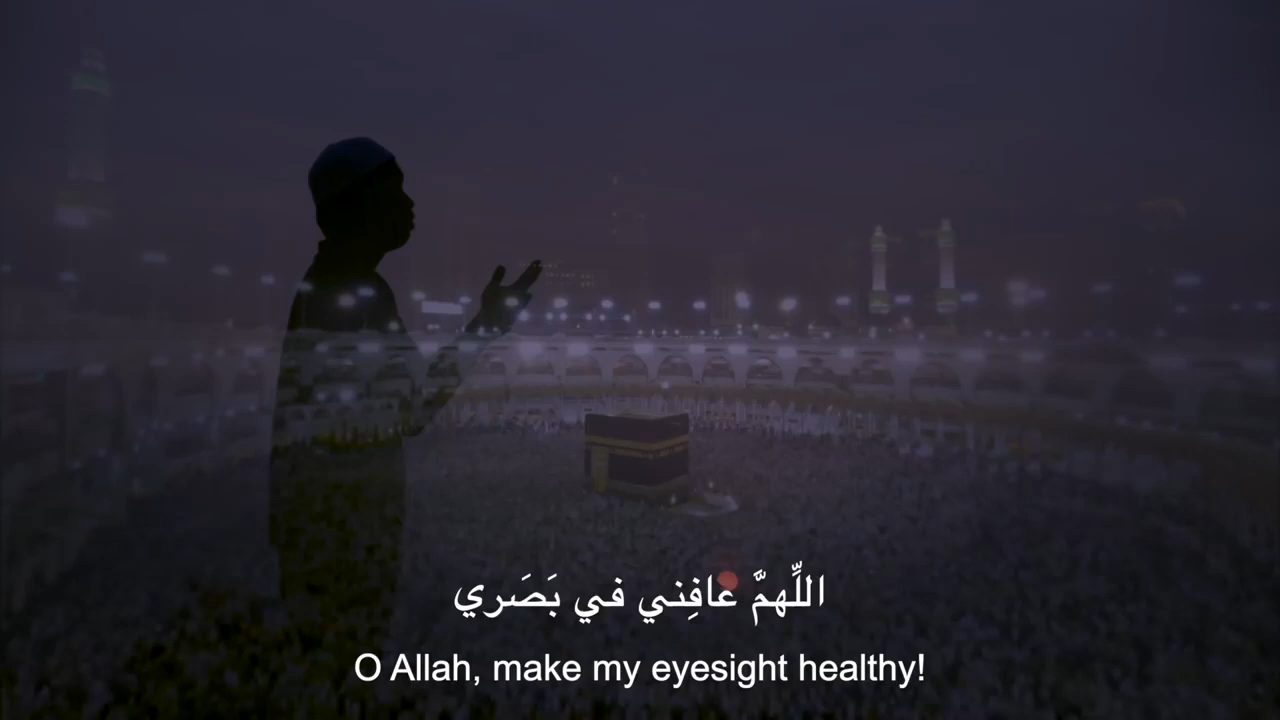 اللِّهمَّ عافِني في بَصَري
O Allah, make my eyesight healthy!